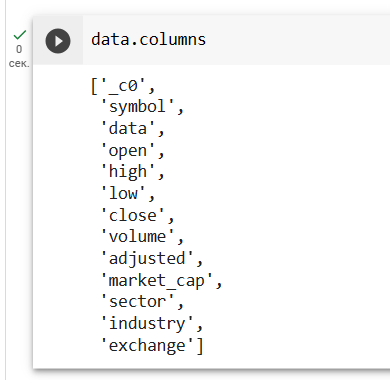 data.columns
0
сек.
['_c0',
'symbol',
'data',
'open',
'high',
'low',
'close',
'volume',
'adjusted',
'market_cap',
'sector',
'industry',
'exchange']